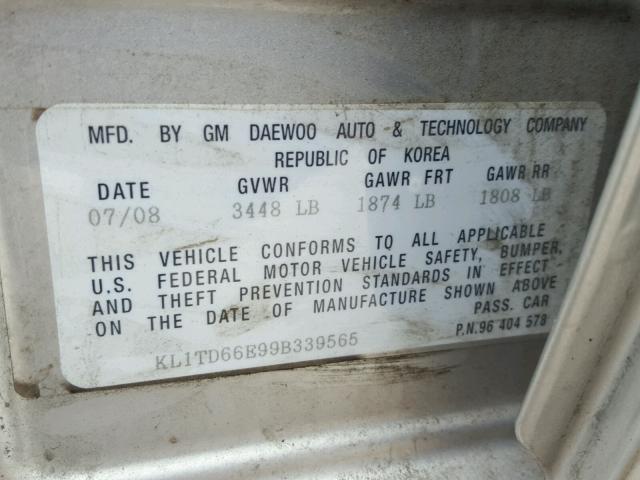 MFD. BY GM DAEWOO AUTO & TECHNOLOGY COMPANY
REPUBLIC OF KOREA
DATE GVWR GAWR FRT GAWR RR
07/08 3448 LB 1874 LB 1808 LB
THIS VEHICLE CONFORMS TO ALL APPLICABLE
U.S. FEDERAL MOTOR VEHICLE SAFETY, BUMPER,
AND THEFT PREVENTION STANDARDS IN EFFECT
ON THE DATE OF MANUFACTURE SHOWN ABOVE
PASS. CAR
KL1TD66E99B339565 P.N.96 404 578